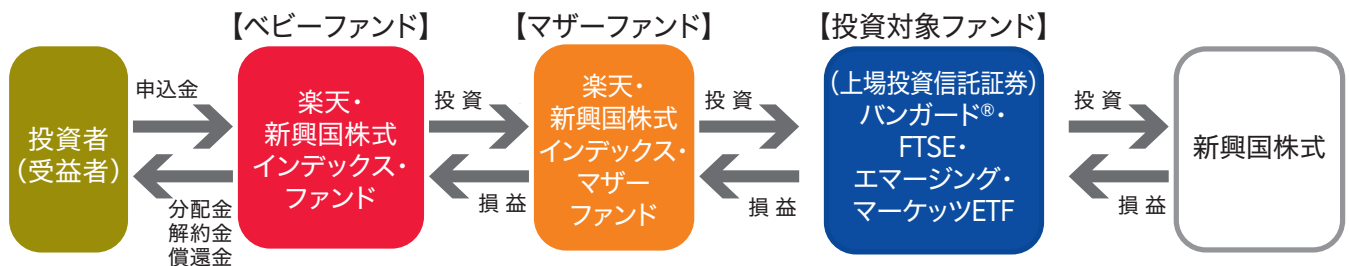 【ベビーファンド】
【マザーファンド】
【投資対象ファンド】
投資者
(受益者)
申込金
分配金
解約金
償還金
楽天・
新興国株式
インデックス・
ファンド
投 資
損 益
楽天・
新興国株式
インデックス・
マザー
ファンド
投 資
損 益
(上場投資信託証券)
バンガード®・
FTSE・
エマージング・
マーケッツETF
投 資
損 益
新興国株式